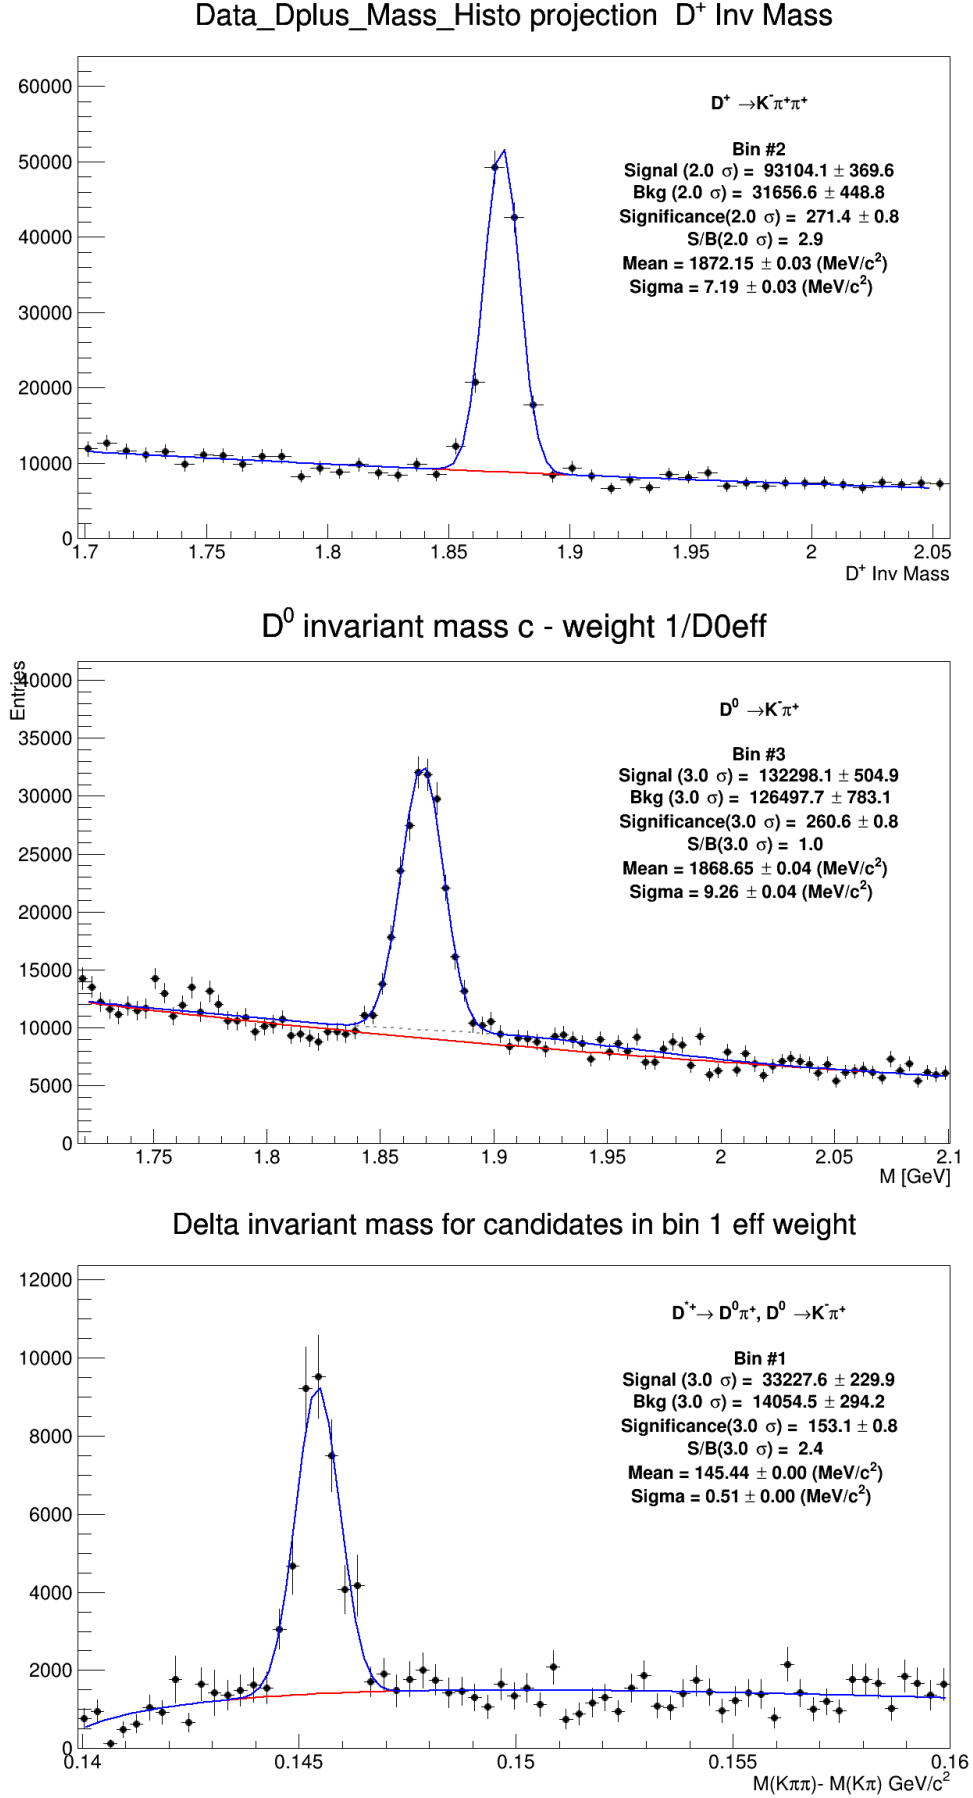 Data_Dplus_Mass_Histo projection D⁺ Inv Mass
D⁺ →K⁻π⁺π⁺
Bin #2
Signal (2.0 σ) = 93104.1 ± 369.6
Bkg (2.0 σ) = 31656.6 ± 448.8
Significance(2.0 σ) = 271.4 ± 0.8
S/B(2.0 σ) = 2.9
Mean = 1872.15 ± 0.03 (MeV/c²)
Sigma = 7.19 ± 0.03 (MeV/c²)
60000
50000
40000
30000
20000
10000
0
1.7 1.75 1.8 1.85 1.9 1.95 2 2.05
D⁺ Inv Mass
D⁰ invariant mass c - weight 1/D0eff
Entries
D⁰ →K⁻π⁺
Bin #3
Signal (3.0 σ) = 132298.1 ± 504.9
Bkg (3.0 σ) = 126497.7 ± 783.1
Significance(3.0 σ) = 260.6 ± 0.8
S/B(3.0 σ) = 1.0
Mean = 1868.65 ± 0.04 (MeV/c²)
Sigma = 9.26 ± 0.04 (MeV/c²)
40000
35000
30000
25000
20000
15000
10000
5000
0
1.75 1.8 1.85 1.9 1.95 2 2.05 2.1
M [GeV]
Delta invariant mass for candidates in bin 1 eff weight
D*⁺→ D⁰π⁺, D⁰ →K⁻π⁺
Bin #1
Signal (3.0 σ) = 33227.6 ± 229.9
Bkg (3.0 σ) = 14054.5 ± 294.2
Significance(3.0 σ) = 153.1 ± 0.8
S/B(3.0 σ) = 2.4
Mean = 145.44 ± 0.00 (MeV/c²)
Sigma = 0.51 ± 0.00 (MeV/c²)
12000
10000
8000
6000
4000
2000
0
0.14 0.145 0.15 0.155 0.16
M(Kππ)- M(Kπ) GeV/c²